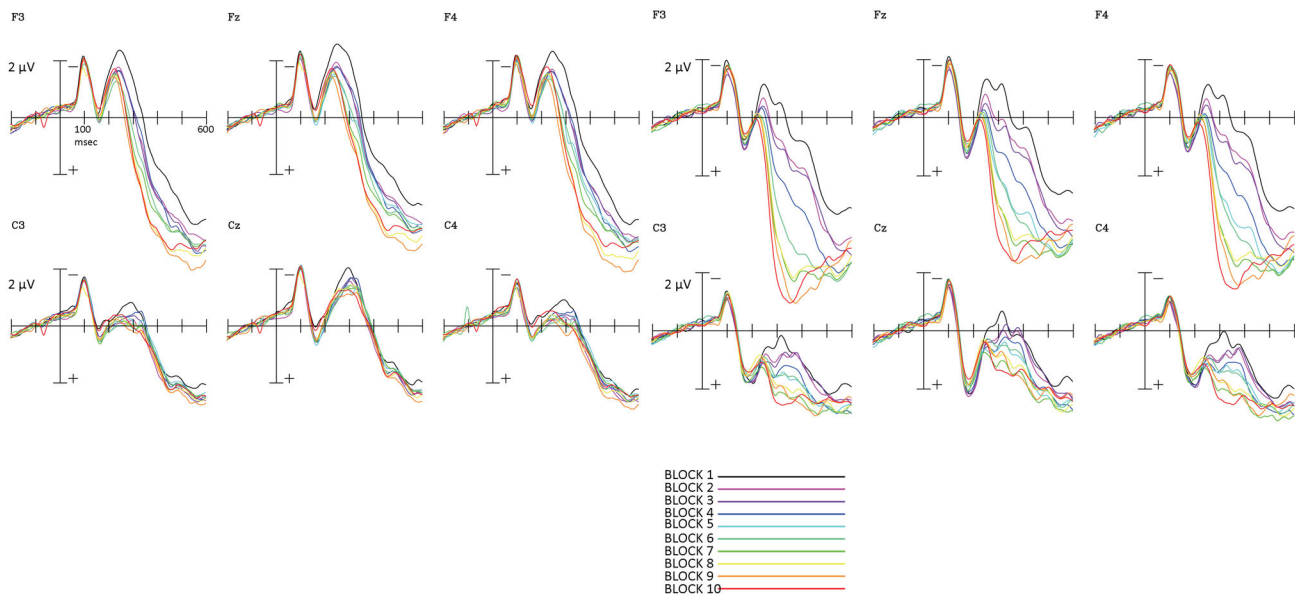 F3 Fz F4 F3 Fz F4
2 μV − − − 2 μV − − −
100 600
msec
+ + + + + +
C3 Cz C4 C3 Cz C4
2 μV − − − 2 μV − − −
+ + + + + +
BLOCK 1
BLOCK 2
BLOCK 3
BLOCK 4
BLOCK 5
BLOCK 6
BLOCK 7
BLOCK 8
BLOCK 9
BLOCK 10